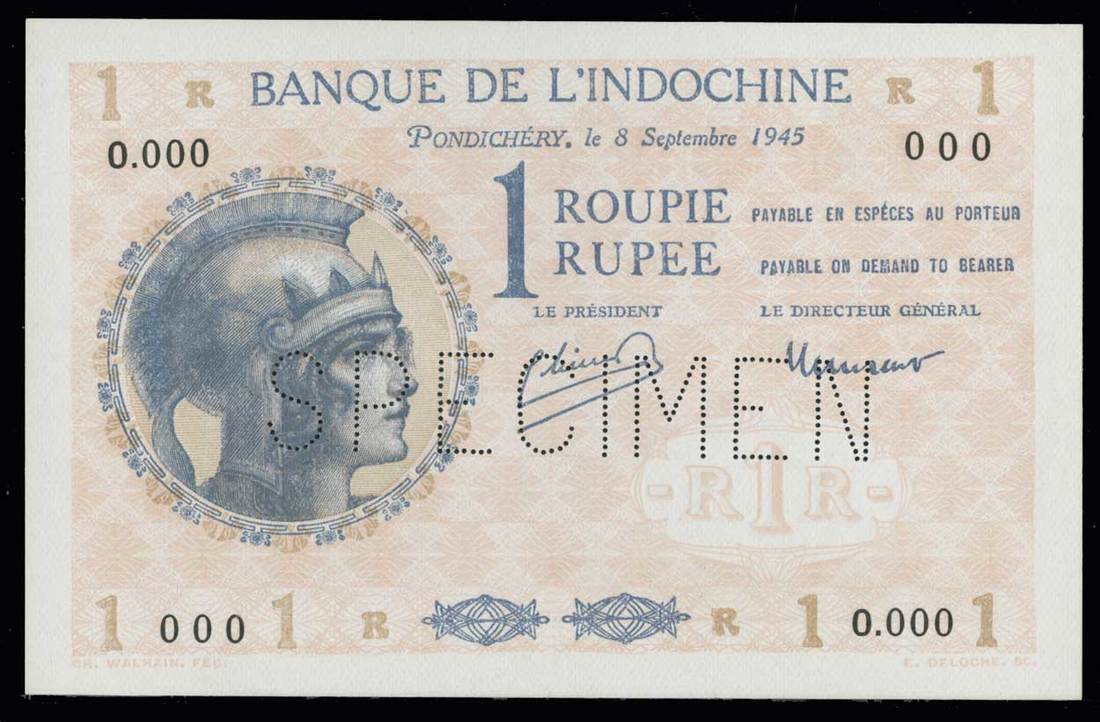 1 R BANQUE DE L'INDOCHINE R 1
PONDICHÉRY, le 8 Septembre 1945
0.000 000
1 ROUPIE PAYABLE EN ESPÉCES AU PORTEUR
RUPEE PAYABLE ON DEMAND TO BEARER
LE PRÉSIDENT LE DIRECTEUR GÉNÉRAL
SPECIMEN
- R 1 R -
1 000 1 R R 1 0.000 1
CH. WALHAIN, FEC. E. DELOCHE, SC.